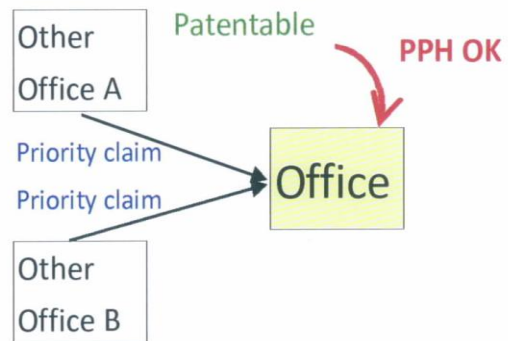 Other
Office A
Patentable
PPH OK
Priority claim
Priority claim
Office
Other
Office B